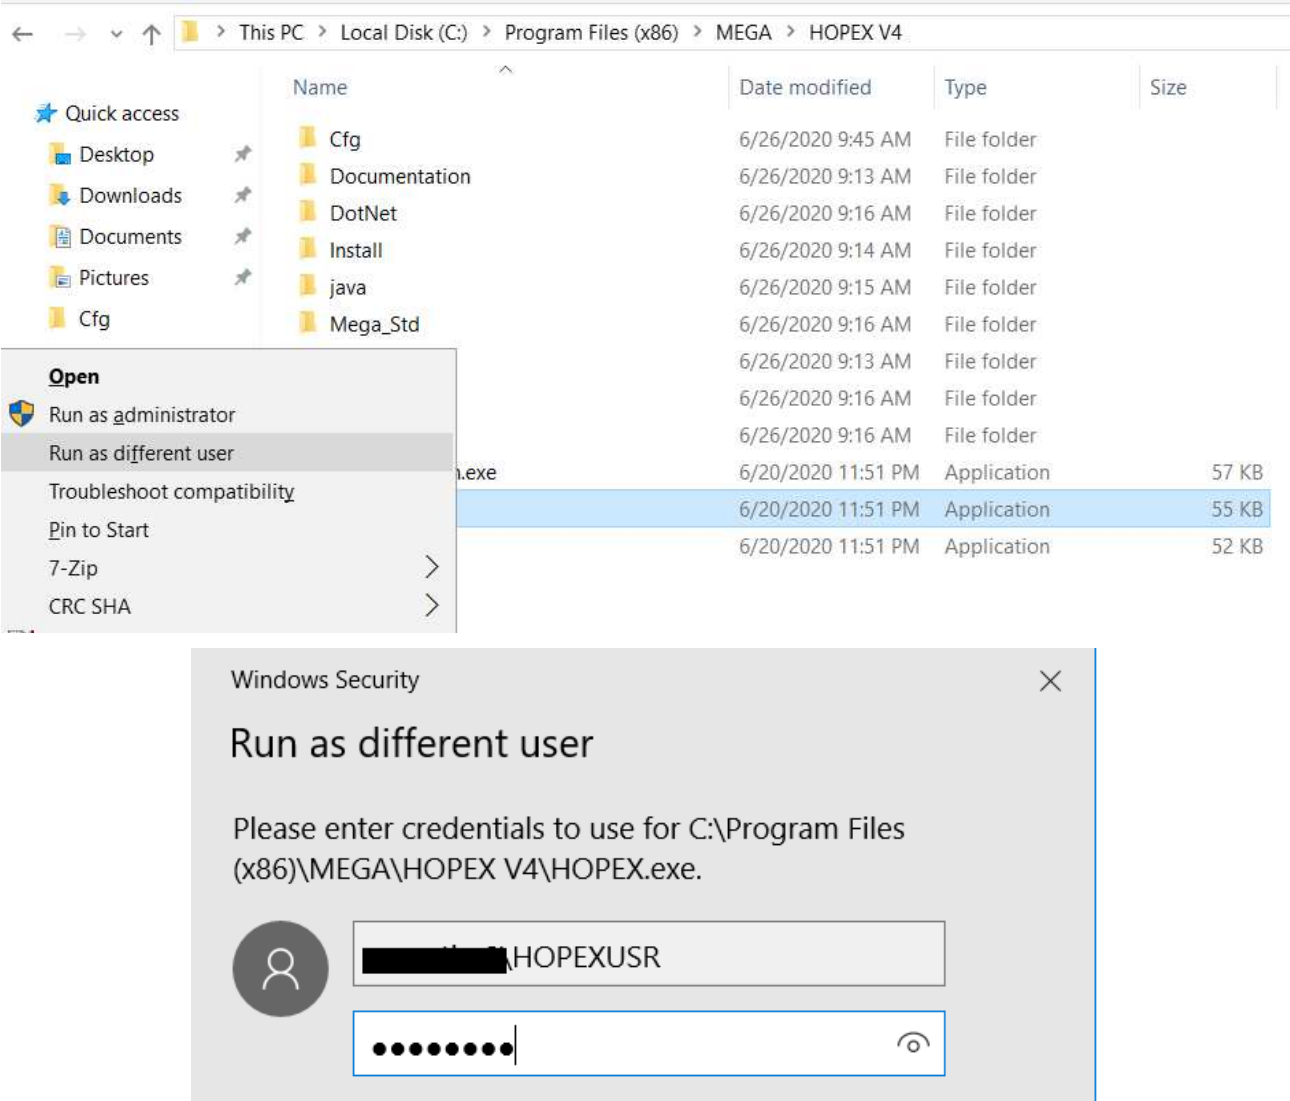 This PC > Local Disk (C:) > Program Files (x86) > MEGA > HOPEX V4
Name Date modified Type Size
Quick access
Desktop
Downloads
Documents
Pictures
Cfg
Cfg 6/26/2020 9:45 AM File folder
Documentation 6/26/2020 9:13 AM File folder
DotNet 6/26/2020 9:16 AM File folder
Install 6/26/2020 9:14 AM File folder
java 6/26/2020 9:15 AM File folder
Mega_Std 6/26/2020 9:16 AM File folder
6/26/2020 9:13 AM File folder
6/26/2020 9:16 AM File folder
6/26/2020 9:16 AM File folder
.exe 6/20/2020 11:51 PM Application 57 KB
6/20/2020 11:51 PM Application 55 KB
6/20/2020 11:51 PM Application 52 KB
Open
Run as administrator
Run as different user
Troubleshoot compatibility
Pin to Start
7-Zip
CRC SHA
Windows Security
Run as different user
Please enter credentials to use for C:\Program Files
(x86)\MEGA\HOPEX V4\HOPEX.exe.
\HOPEXUSR